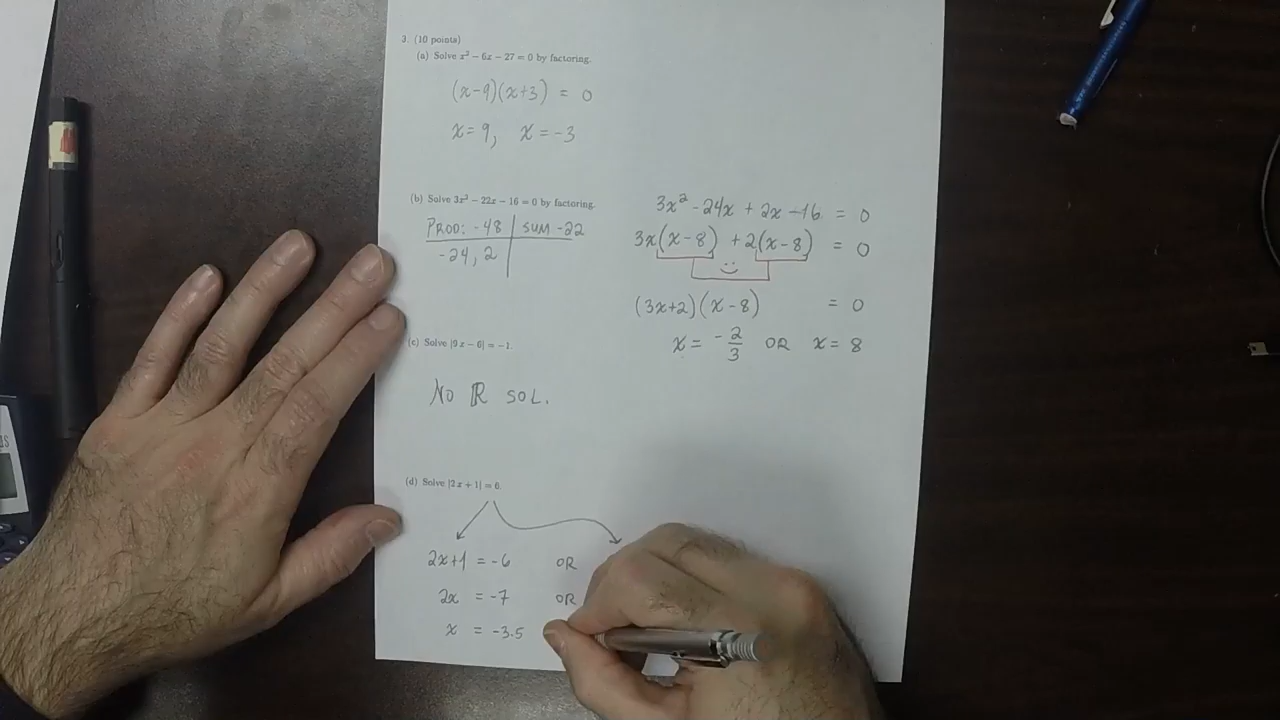 3. (10 points)
(a) Solve x² − 6x − 27 = 0 by factoring.
(x-9)(x+3) = 0
x = 9, x = -3
(b) Solve 3x² − 22x − 16 = 0 by factoring.
PROD: -48 | SUM -22
-24, 2
3x² - 24x + 2x - 16 = 0
3x(x-8) + 2(x-8) = 0
(3x+2)(x-8) = 0
x = -2/3 OR x = 8
(c) Solve |9x − 6| = −1.
NO ℝ SOL.
(d) Solve |2x + 1| = 6.
2x+1 = -6 OR
2x = -7 OR
x = -3.5